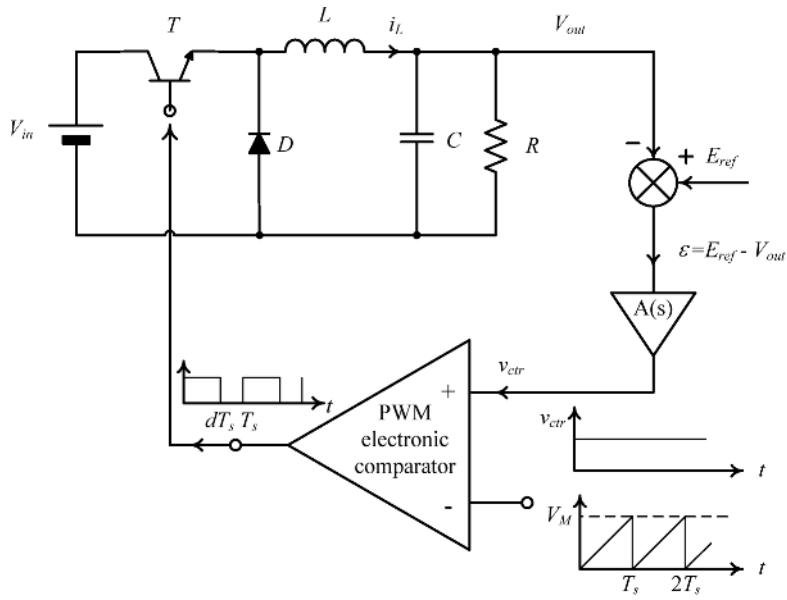 T
L
i_L
V_out
V_in
D
C
R
- + E_ref
ε=E_ref - V_out
A(s)
v_ctr
+
PWM
electronic
comparator
-
t
dT_s T_s
v_ctr
t
V_M
t
T_s 2T_s